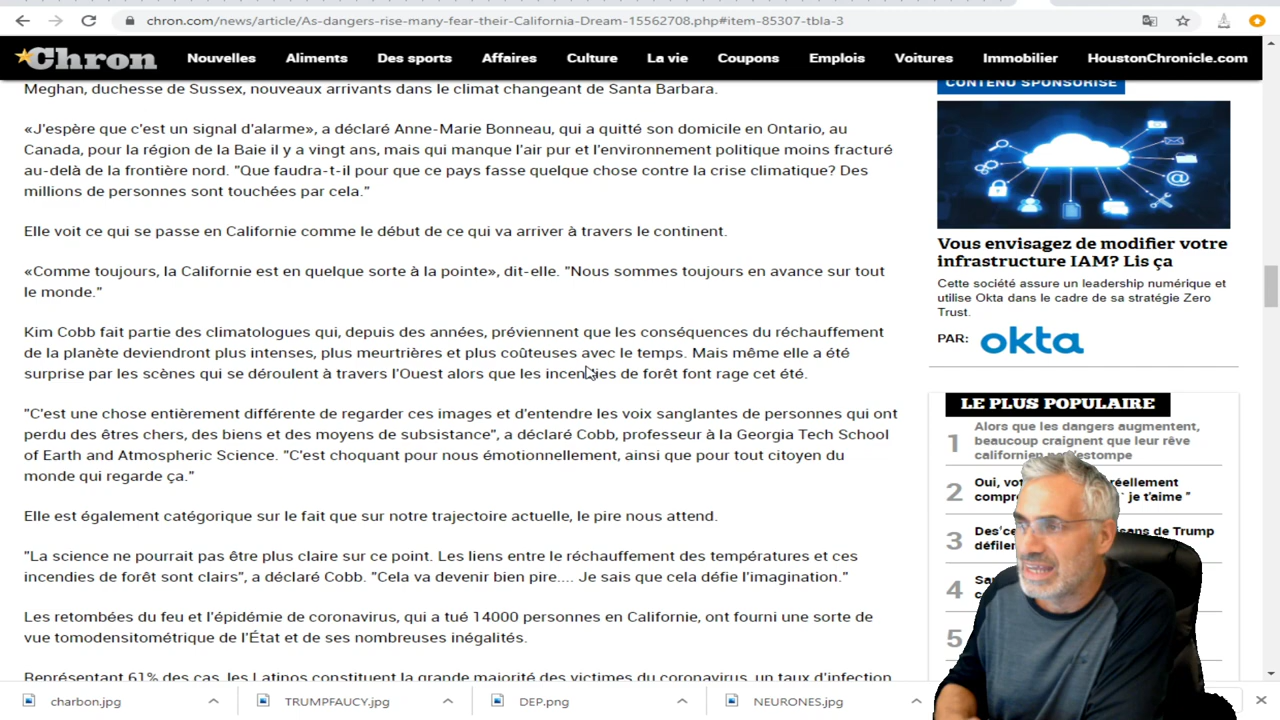 chron.com/news/article/As-dangers-rise-many-fear-their-California-Dream-15562708.php#item-85307-tbla-3
Chron Nouvelles Aliments Des sports Affaires Culture La vie Coupons Emplois Voitures Immobilier HoustonChronicle.com
Meghan, duchesse de Sussex, nouveaux arrivants dans le climat changeant de Santa Barbara.
«J'espère que c'est un signal d'alarme», a déclaré Anne-Marie Bonneau, qui a quitté son domicile en Ontario, au
Canada, pour la région de la Baie il y a vingt ans, mais qui manque l'air pur et l'environnement politique moins fracturé
au-delà de la frontière nord. "Que faudra-t-il pour que ce pays fasse quelque chose contre la crise climatique? Des
millions de personnes sont touchées par cela."
Elle voit ce qui se passe en Californie comme le début de ce qui va arriver à travers le continent.
«Comme toujours, la Californie est en quelque sorte à la pointe», dit-elle. "Nous sommes toujours en avance sur tout
le monde."
Kim Cobb fait partie des climatologues qui, depuis des années, préviennent que les conséquences du réchauffement
de la planète deviendront plus intenses, plus meurtrières et plus coûteuses avec le temps. Mais même elle a été
surprise par les scènes qui se déroulent à travers l'Ouest alors que les incendies de forêt font rage cet été.
"C'est une chose entièrement différente de regarder ces images et d'entendre les voix sanglantes de personnes qui ont
perdu des êtres chers, des biens et des moyens de subsistance", a déclaré Cobb, professeur à la Georgia Tech School
of Earth and Atmospheric Science. "C'est choquant pour nous émotionnellement, ainsi que pour tout citoyen du
monde qui regarde ça."
Elle est également catégorique sur le fait que sur notre trajectoire actuelle, le pire nous attend.
"La science ne pourrait pas être plus claire sur ce point. Les liens entre le réchauffement des températures et ces
incendies de forêt sont clairs", a déclaré Cobb. "Cela va devenir bien pire.... Je sais que cela défie l'imagination."
Les retombées du feu et l'épidémie de coronavirus, qui a tué 14000 personnes en Californie, ont fourni une sorte de
vue tomodensitométrique de l'État et de ses nombreuses inégalités.
Représentant 61% des cas, les Latinos constituent la grande majorité des victimes du coronavirus, un taux d'infection
CONTENU SPONSORISÉ
Vous envisagez de modifier votre
infrastructure IAM? Lis ça
Cette société assure un leadership numérique et
utilise Okta dans le cadre de sa stratégie Zero
Trust.
PAR: okta
LE PLUS POPULAIRE
1 Alors que les dangers augmentent,
beaucoup craignent que leur rêve
californien
2 Oui, réellement
je t'aime "
3 de Trump
4
5
charbon.jpg TRUMPFAUCY.jpg DEP.png NEURONES.jpg